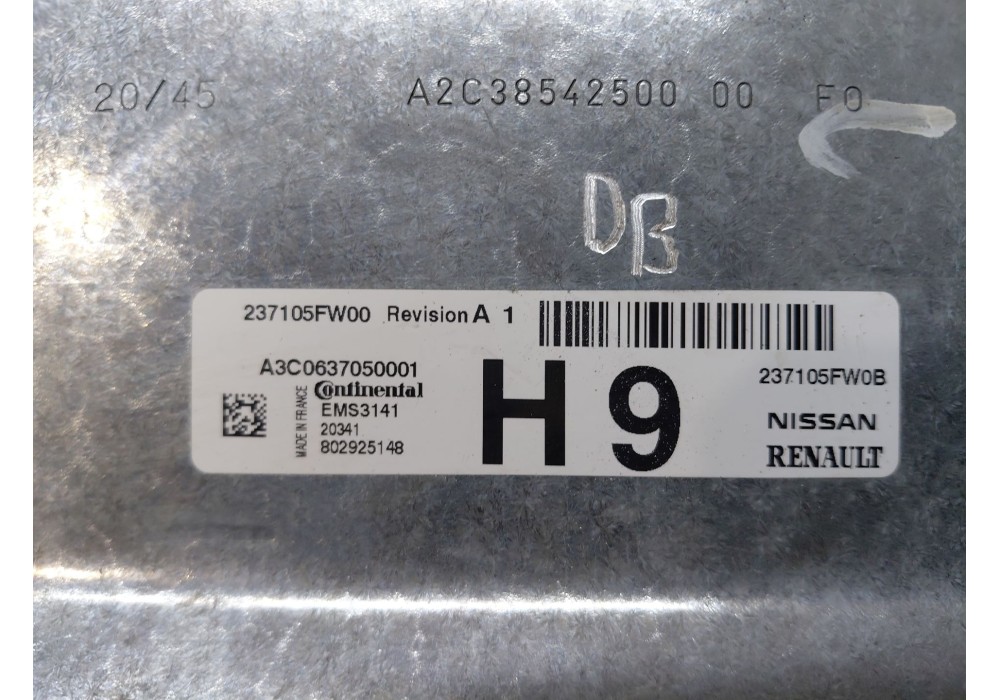 20/45 A2C38542500 00 F0
DB
237105FW00 Revision A 1
A3C0637050001
Continental
EMS3141
20341
802925148
MADE IN FRANCE
H9
237105FW0B
NISSAN
RENAULT